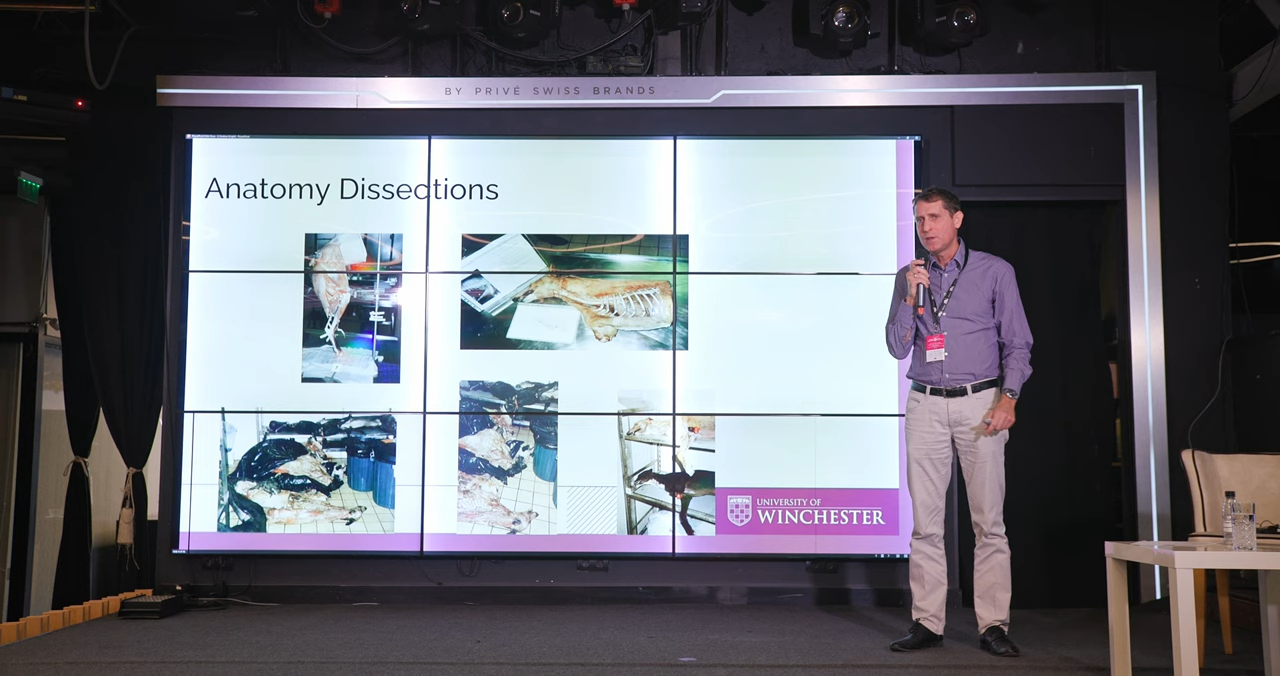 BY PRIVÉ SWISS BRANDS
Anatomy Dissections
UNIVERSITY OF
WINCHESTER